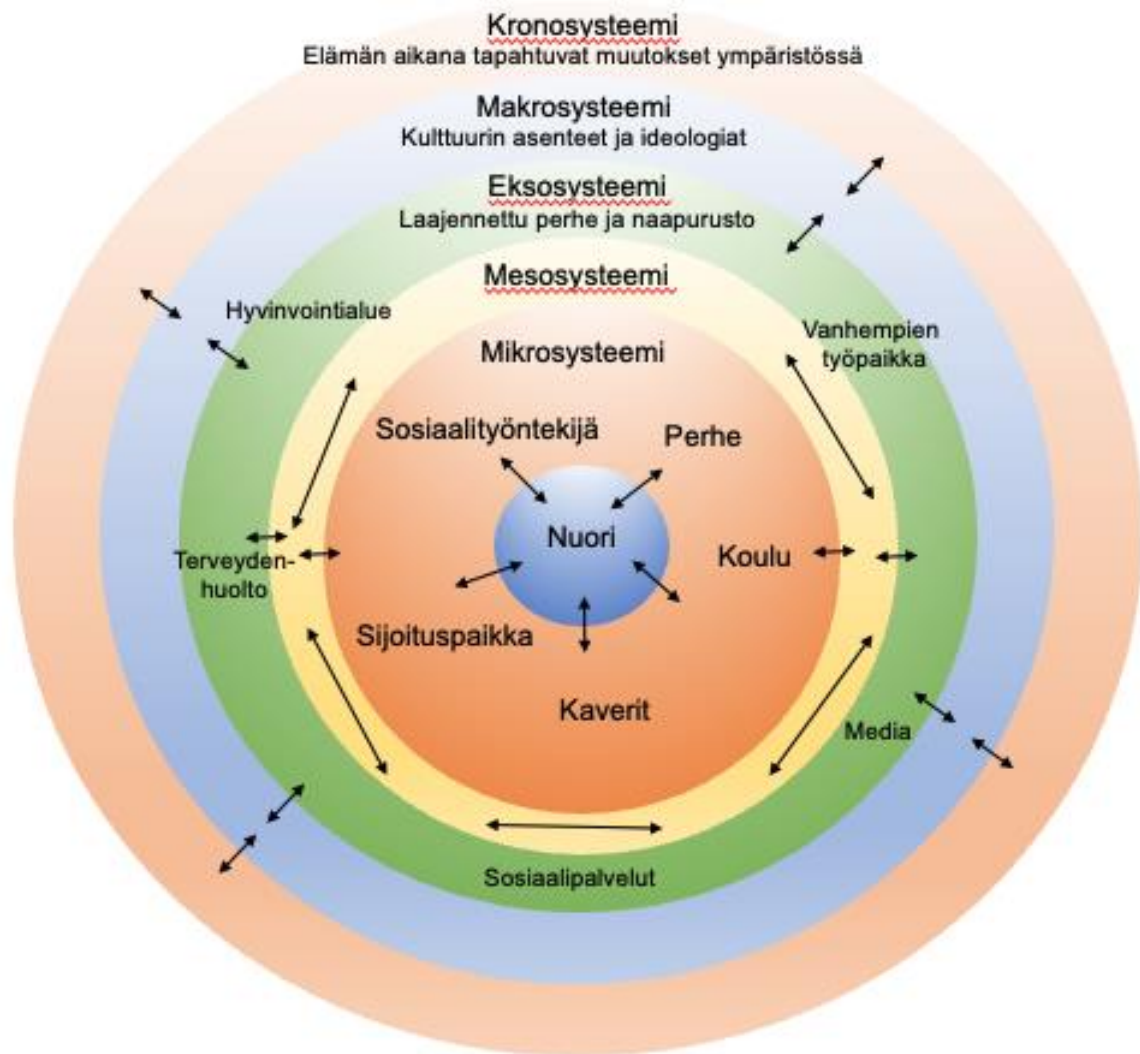 Kronosysteemi
Elämän aikana tapahtuvat muutokset ympäristössä
Makrosysteemi
Kulttuurin asenteet ja ideologiat
Eksosysteemi
Laajennettu perhe ja naapurusto
Mesosysteemi
Hyvinvointialue
Vanhempien
työpaikka
Mikrosysteemi
Sosiaalityöntekijä
Perhe
Nuori
Koulu
Terveyden-
huolto
Sijoituspaikka
Kaverit
Media
Sosiaalipalvelut